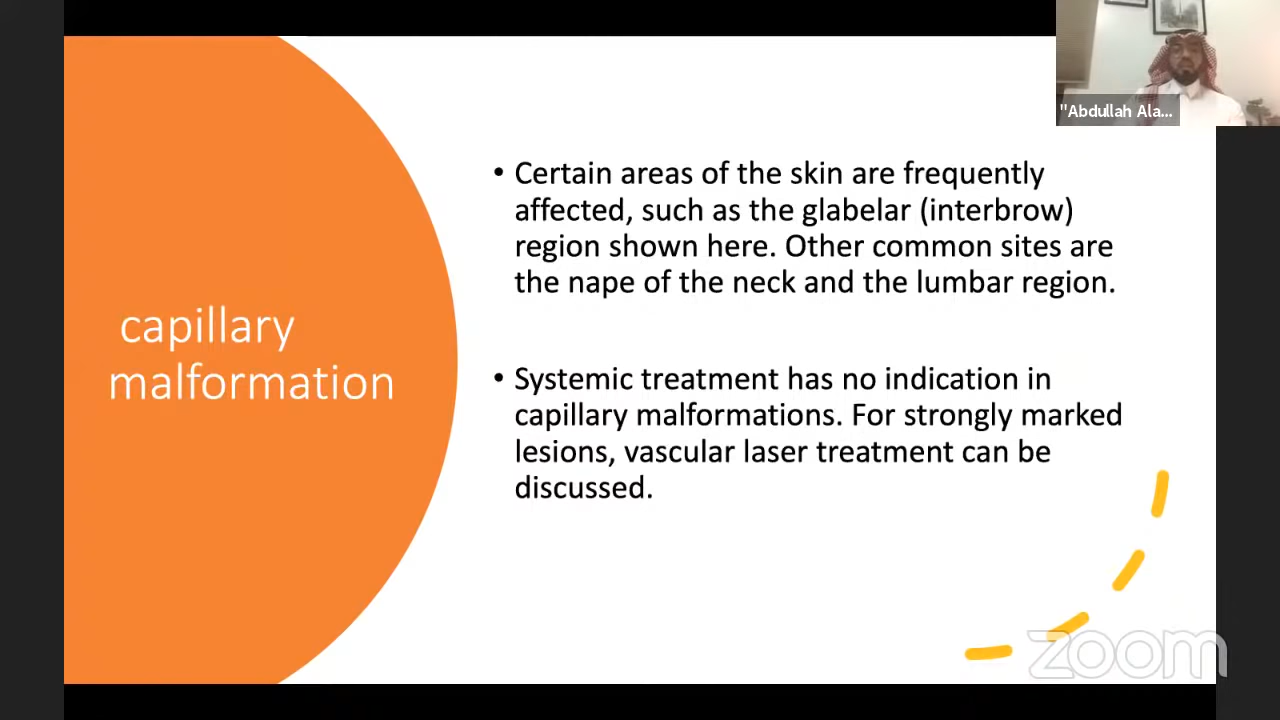 "Abdullah Ala...
capillary
malformation
• Certain areas of the skin are frequently
affected, such as the glabelar (interbrow)
region shown here. Other common sites are
the nape of the neck and the lumbar region.
• Systemic treatment has no indication in
capillary malformations. For strongly marked
lesions, vascular laser treatment can be
discussed.
zoom